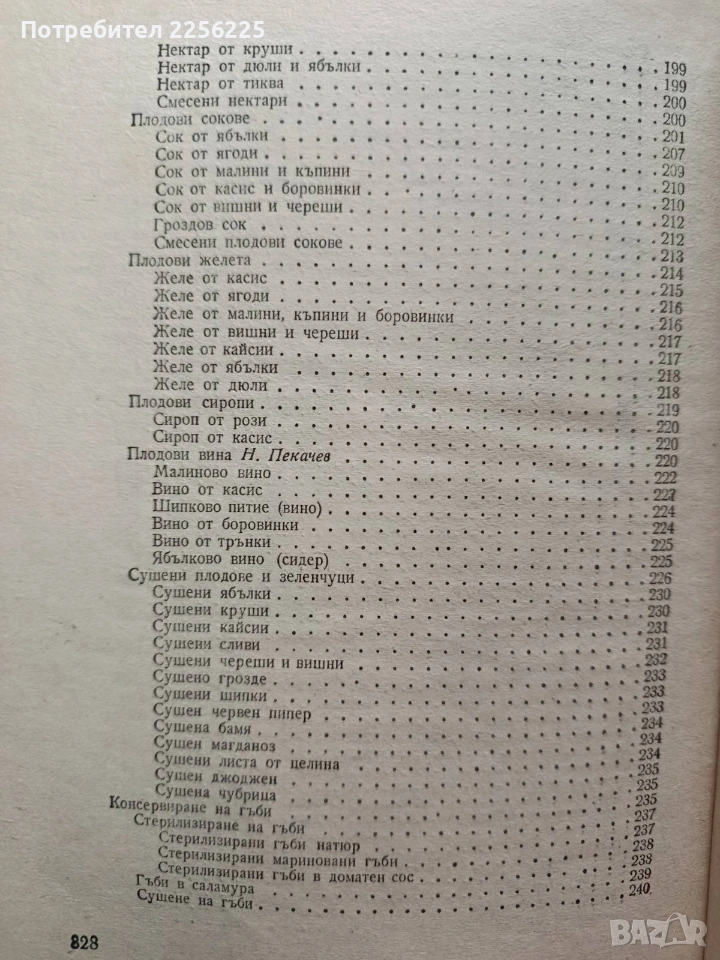 Потребител 2256225
Нектар от круши . . . 199
Нектар от дюли и ябълки . . . 199
Нектар от тиква . . . 200
Смесени нектари . . . 200
Плодови сокове . . . 201
Сок от ябълки . . . 207
Сок от ягоди . . . 209
Сок от малини и къпини . . . 210
Сок от касис и боровинки . . . 210
Сок от вишни и череши . . . 212
Гроздов сок . . . 212
Смесени плодови сокове . . . 213
Плодови желета . . . 214
Желе от касис . . . 215
Желе от ягоди . . . 216
Желе от малини, къпини и боровинки . . . 216
Желе от вишни и череши . . . 217
Желе от кайсии . . . 217
Желе от ябълки . . . 218
Желе от дюли . . . 218
Плодови сиропи . . . 219
Сироп от рози . . . 220
Сироп от касис . . . 220
Плодови вина Н. Пекачев . . . 220
Малиново вино . . . 222
Вино от касис . . . 222
Шипково питие (вино) . . . 224
Вино от боровинки . . . 224
Вино от трънки . . . 225
Ябълково вино (сидер) . . . 225
Сушени плодове и зеленчуци . . . 226
Сушени ябълки . . . 230
Сушени круши . . . 230
Сушени кайсии . . . 231
Сушени сливи . . . 231
Сушени череши и вишни . . . 232
Сушено грозде . . . 233
Сушени шипки . . . 233
Сушен червен пипер . . . 233
Сушена бамя . . . 234
Сушен магданоз . . . 234
Сушени листа от целина . . . 234
Сушен джоджен . . . 235
Сушена чубрица . . . 235
Консервиране на гъби . . . 235
Стерилизиране на гъби . . . 237
Стерилизирани гъби натюр . . . 237
Стерилизирани мариновани гъби . . . 238
Стерилизирани гъби в доматен сос . . . 238
Гъби в саламура . . . 239
Сушене на гъби . . . 240
828
BAZAR